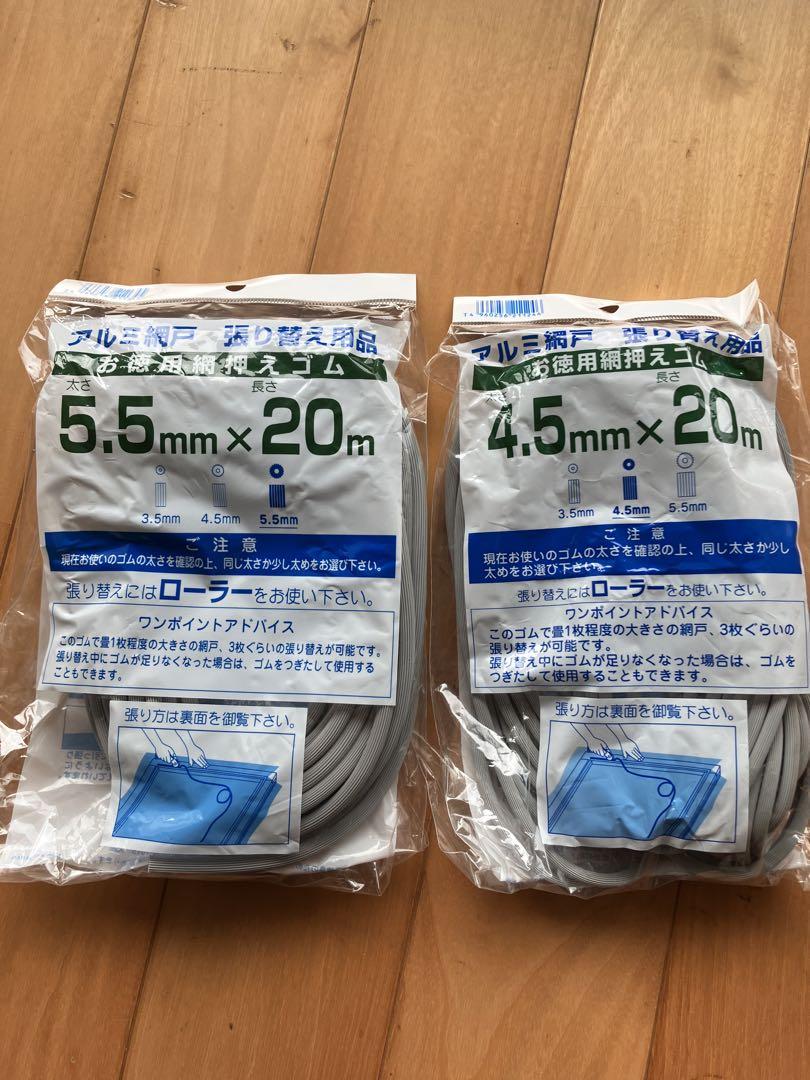 アルミ網戸 張り替え用品
お徳用網押えゴム
太さ 長さ
5.5mm×20m
3.5mm 4.5mm 5.5mm
ご注意
現在お使いのゴムの太さを確認の上、同じ太さか少し太めをお選び下さい。
張り替えにはローラーをお使い下さい。
ワンポイントアドバイス
このゴムで畳1枚程度の大きさの網戸、3枚ぐらいの張り替えが可能です。
張り替え中にゴムが足りなくなった場合は、ゴムをつぎたして使用する
こともできます。
張り方は裏面を御覧下さい。
アルミ網戸 張り替え用品
お徳用網押えゴム
太さ 長さ
4.5mm×20m
3.5mm 4.5mm 5.5mm
ご注意
現在お使いのゴムの太さを確認の上、同じ太さか少し
太めをお選び下さい。
張り替えにはローラーをお使い下さい。
ワンポイントアドバイス
このゴムで畳1枚程度の大きさの網戸、3枚ぐらいの
張り替えが可能です。
張り替え中にゴムが足りなくなった場合は、ゴムを
つぎたして使用することもできます。
張り方は裏面を御覧下さい。